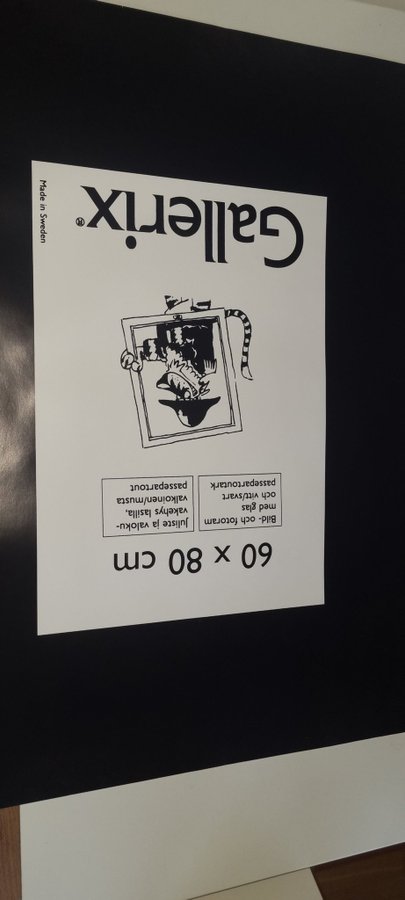 Gallerix®
Made in Sweden
Bild- och fotoram
med glas
och vitt/svart
passepartoutark
Juliste ja valoku-
vakehys lasilla,
valkoinen/musta
passepartout
60 x 80 cm